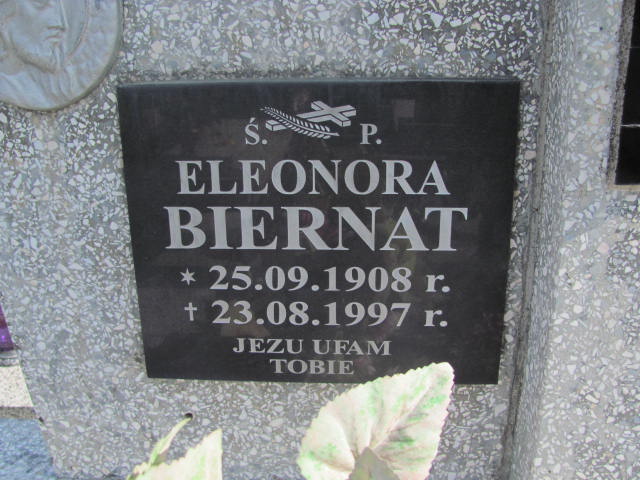 Ś. P.
ELEONORA
BIERNAT
* 25.09.1908 r.
✝ 23.08.1997 r.
JEZU UFAM
TOBIE